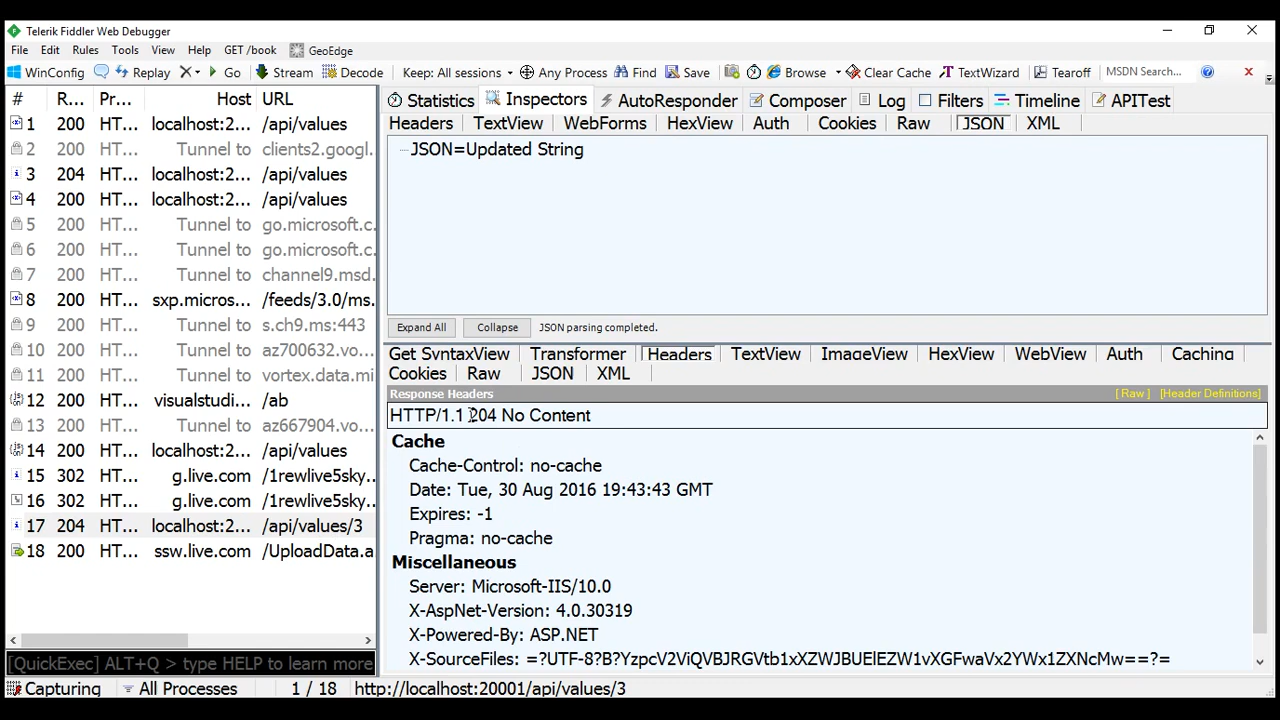 Telerik Fiddler Web Debugger
File Edit Rules Tools View Help GET /book GeoEdge
WinConfig Replay Go Stream Decode Keep: All sessions Any Process Find Save Browse Clear Cache TextWizard Tearoff MSDN Search...
# R... Pr... Host URL
1 200 HT... localhost:2... /api/values
2 200 HT... Tunnel to clients2.googl...
3 204 HT... localhost:2... /api/values
4 200 HT... localhost:2... /api/values
5 200 HT... Tunnel to go.microsoft.c...
6 200 HT... Tunnel to go.microsoft.c...
7 200 HT... Tunnel to channel9.msd...
8 200 HT... sxp.micros... /feeds/3.0/ms...
9 200 HT... Tunnel to s.ch9.ms:443
10 200 HT... Tunnel to az700632.vo...
11 200 HT... Tunnel to vortex.data.mi...
12 200 HT... visualstudi... /ab
13 200 HT... Tunnel to az667904.vo...
14 200 HT... localhost:2... /api/values
15 302 HT... g.live.com /1rewlive5sky...
16 302 HT... g.live.com /1rewlive5sky...
17 204 HT... localhost:2... /api/values/3
18 200 HT... ssw.live.com /UploadData.a
[QuickExec] ALT+Q > type HELP to learn more
Statistics Inspectors AutoResponder Composer Log Filters Timeline APITest
Headers TextView WebForms HexView Auth Cookies Raw JSON XML
JSON=Updated String
Expand All Collapse JSON parsing completed.
Get SyntaxView Transformer Headers TextView ImageView HexView WebView Auth Caching
Cookies Raw JSON XML
Response Headers [ Raw ] [Header Definitions]
HTTP/1.1 204 No Content
Cache
Cache-Control: no-cache
Date: Tue, 30 Aug 2016 19:43:43 GMT
Expires: -1
Pragma: no-cache
Miscellaneous
Server: Microsoft-IIS/10.0
X-AspNet-Version: 4.0.30319
X-Powered-By: ASP.NET
X-SourceFiles: =?UTF-8?B?YzpcV2ViQVBJRGVtb1xXZWJBUElEZW1vXGFwaVx2YWx1ZXNcMw==?=
Capturing All Processes 1 / 18 http://localhost:20001/api/values/3